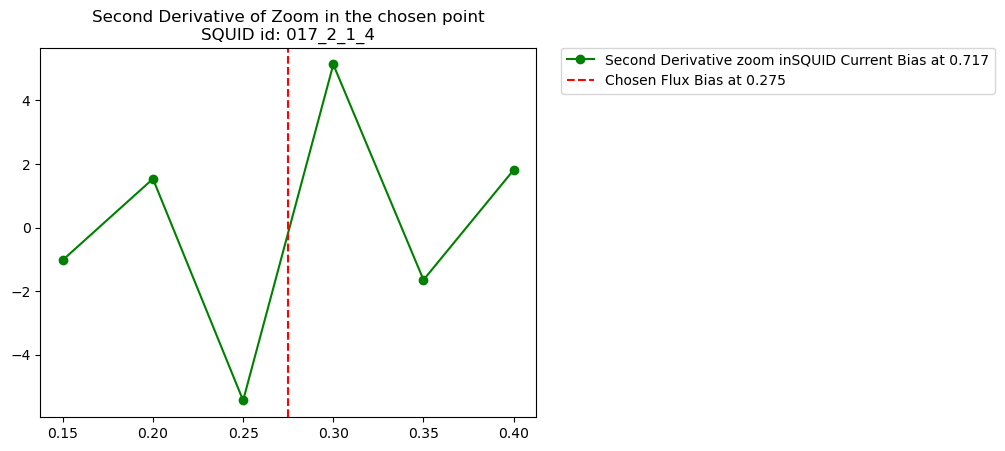 Second Derivative of Zoom in the chosen point
SQUID id: 017_2_1_4
Second Derivative zoom inSQUID Current Bias at 0.717
Chosen Flux Bias at 0.275
4
2
0
−2
−4
0.15 0.20 0.25 0.30 0.35 0.40